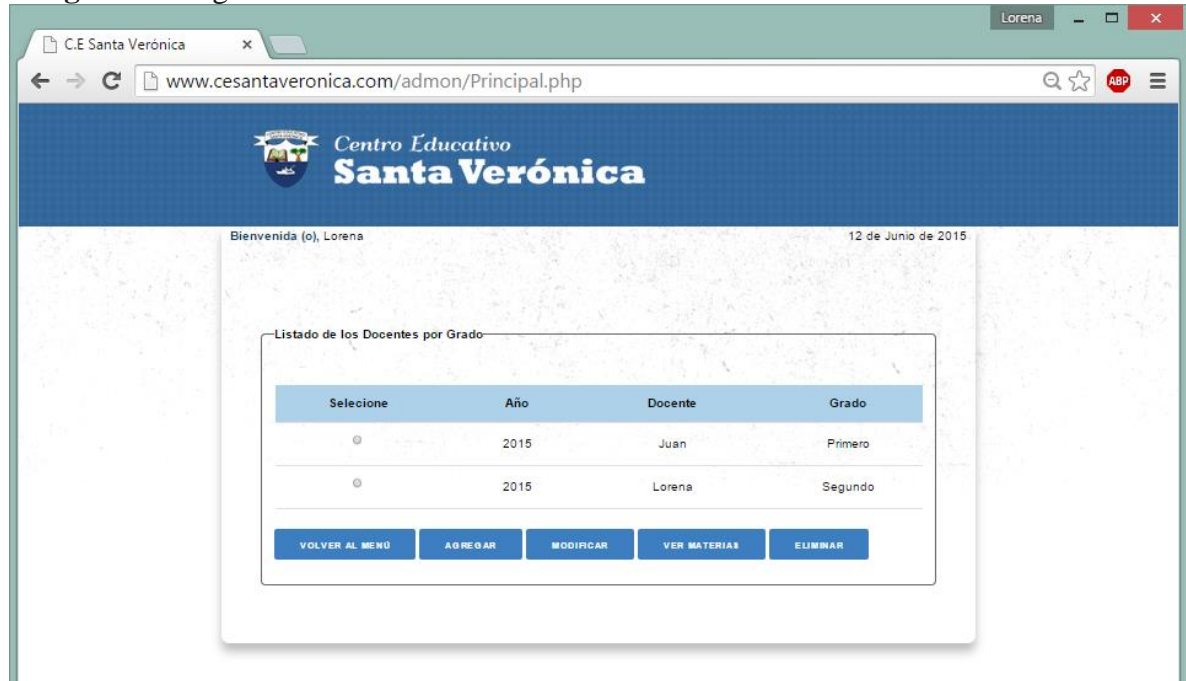 Lorena
C.E Santa Verónica
www.cesantaveronica.com/admon/Principal.php
ABP
Centro Educativo
Santa Verónica
Bienvenida (o), Lorena 12 de Junio de 2015
Listado de los Docentes por Grado
Selecione Año Docente Grado
2015 Juan Primero
2015 Lorena Segundo
VOLVER AL MENÚ AGREGAR MODIFICAR VER MATERIAS ELIMINAR